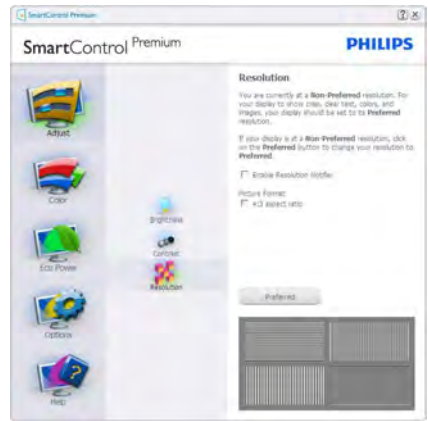 SmartControl Premium
SmartControl Premium
PHILIPS
Adjust
Color
Eco Power
Options
Help
Brightness
Contrast
Resolution
Resolution
You are currently at a Non-Preferred resolution. For
your display to show crisp, clear text, colors, and
images, your display should be set to its Preferred
resolution.
If your display is at a Non-Preferred resolution, click
on the Preferred button to change your resolution to
Preferred.
Enable Resolution Notifier
Picture Format
4:3 aspect ratio
Preferred